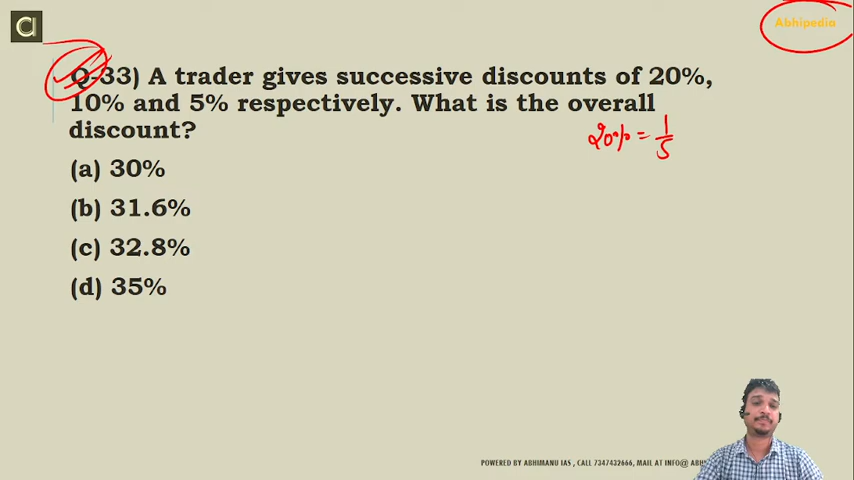 Abhipedia
Q-33) A trader gives successive discounts of 20%,
10% and 5% respectively. What is the overall
discount?
20% = 1/5
(a) 30%
(b) 31.6%
(c) 32.8%
(d) 35%
POWERED BY ABHIMANU IAS , CALL 7347432666, MAIL AT INFO@